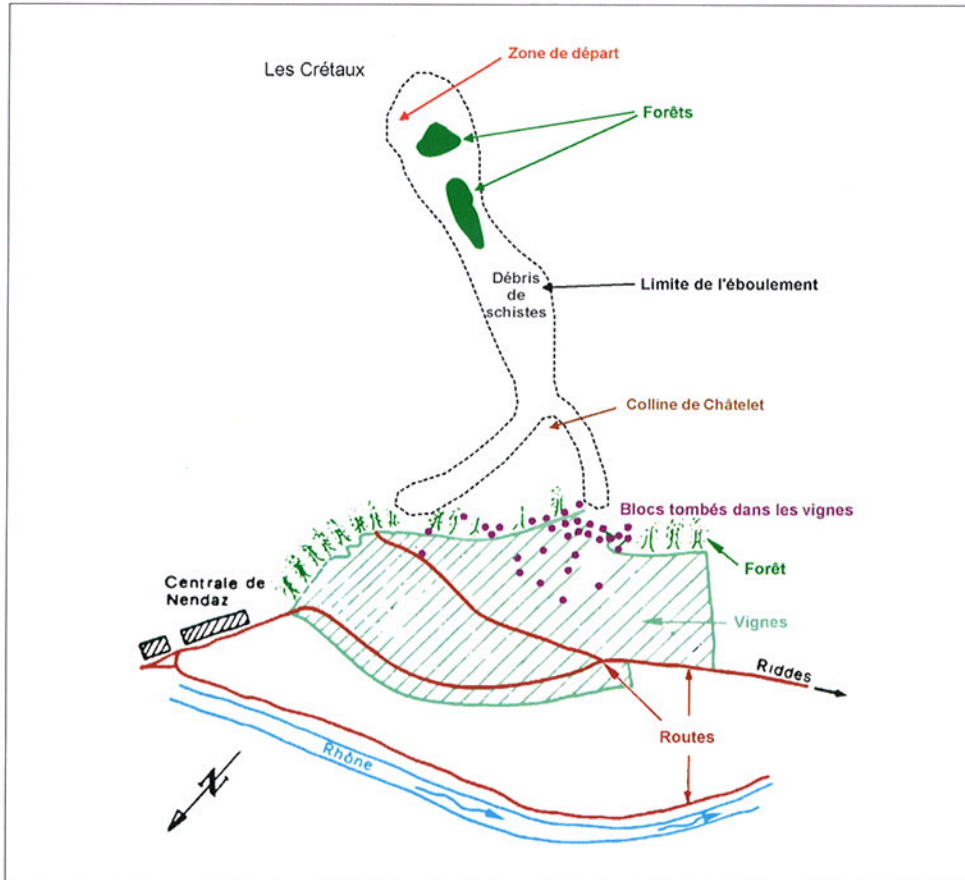 Les Crétaux
Zone de départ
Forêts
Débris
de
schistes
Limite de l'éboulement
Colline de Châtelet
Blocs tombés dans les vignes
Forêt
Centrale de
Nendaz
Vignes
Riddes
Routes
Rhône
N